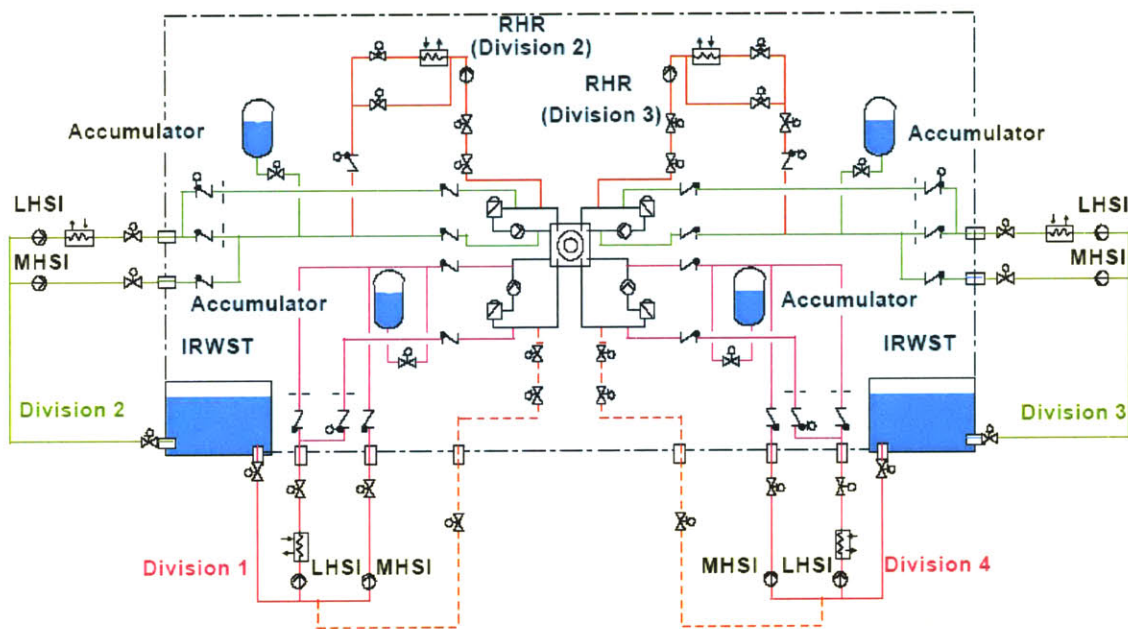 RHR
(Division 2)
RHR
(Division 3)
Accumulator
Accumulator
LHSI
LHSI
MHSI
MHSI
Accumulator
Accumulator
IRWST
IRWST
Division 2
Division 3
Division 1
LHSI
MHSI
MHSI
LHSI
Division 4